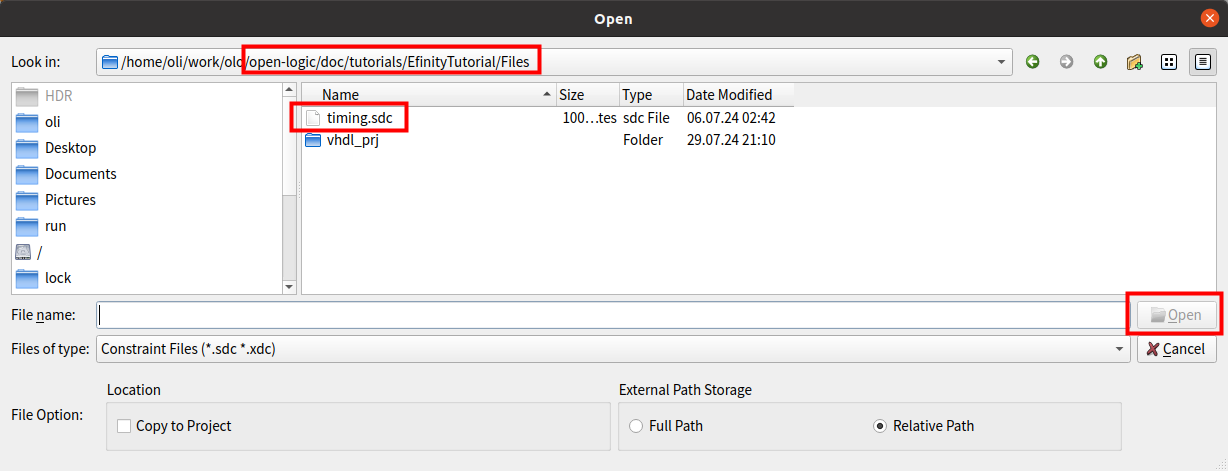 Open
Look in: /home/oli/work/olo/open-logic/doc/tutorials/EfinityTutorial/Files
HDR
oli
Desktop
Documents
Pictures
run
/
lock
Name Size Type Date Modified
timing.sdc 100...tes sdc File 06.07.24 02:42
vhdl_prj Folder 29.07.24 21:10
File name: Open
Files of type: Constraint Files (*.sdc *.xdc) Cancel
Location External Path Storage
File Option: Copy to Project Full Path Relative Path